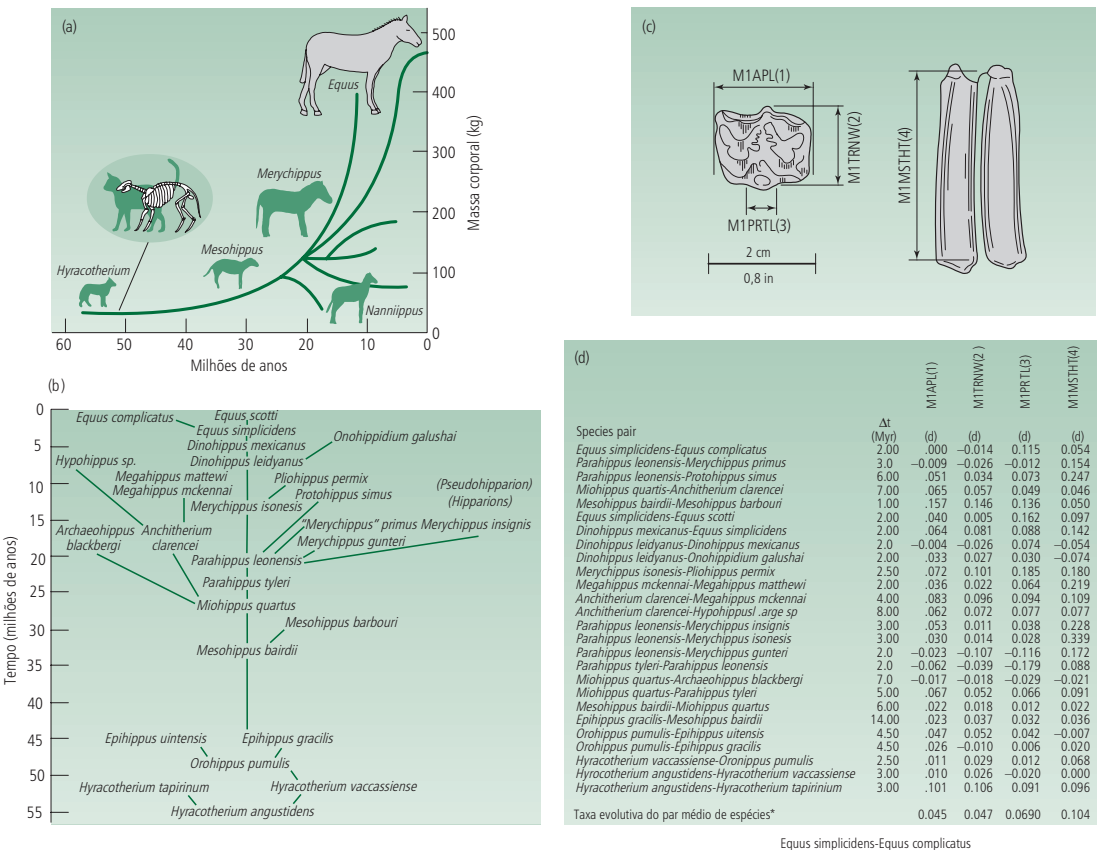 (a)
500
400
300
200
100
0
Massa corporal (kg)
Equus
Merychippus
Mesohippus
Hyracotherium
Nanniippus
60 50 40 30 20 10 0
Milhões de anos
(b)
Tempo (milhões de anos)
0
5
10
15
20
25
30
35
40
45
50
55
Equus complicatus
Equus scotti
Equus simplicidens
Dinohippus mexicanus
Onohippidium galushai
Hypohippus sp.
Dinohippus leidyanus
Megahippus mattewi
Pliohippus permix
Megahippus mckennai
Protohippus simus
(Pseudohipparion)
(Hipparions)
Merychippus isonesis
Archaeohippus
blackbergi
Anchitherium
clarencei
"Merychippus" primus Merychippus insignis
Merychippus gunteri
Parahippus leonensis
Parahippus tyleri
Miohippus quartus
Mesohippus barbouri
Mesohippus bairdii
Epihippus uintensis
Epihippus gracilis
Orohippus pumulis
Hyracotherium tapirinum
Hyracotherium vaccassiense
Hyracotherium angustidens
(c)
M1APL(1)
M1TRNW(2)
M1PRTL(3)
2 cm
0,8 in
M1MSTHT(4)
(d)
M1APL(1) M1TRNW(2 ) M1PRTL(3) M1MSTHT(4)
Δt
Species pair (Myr) (d) (d) (d) (d)
Equus simplicidens-Equus complicatus 2.00 .000 −0.014 0.115 0.054
Parahippus leonensis-Merychippus primus 3.0 −0.009 −0.026 −0.012 0.154
Parahippus leonensis-Protohippus simus 6.00 .051 0.034 0.073 0.247
Miohippus quartis-Anchitherium clarencei 7.00 .065 0.057 0.049 0.046
Mesohippus bairdii-Mesohippus barbouri 1.00 .157 0.146 0.136 0.050
Equus simplicidens-Equus scotti 2.00 .040 0.005 0.162 0.097
Dinohippus mexicanus-Equus simplicidens 2.00 .064 0.081 0.088 0.142
Dinohippus leidyanus-Dinohippus mexicanus 2.0 −0.004 −0.026 0.074 −0.054
Dinohippus leidyanus-Onohippidum galushai 2.00 .033 0.027 0.030 −0.074
Merychippus isonesis-Pliohippus permix 2.50 .072 0.101 0.185 0.180
Megahippus mckennai-Megahippus matthewi 2.00 .036 0.022 0.064 0.219
Anchitherium clarencei-Megahippus mckennai 4.00 .083 0.096 0.094 0.109
Anchitherium clarencei-Hypohippusl .arge sp 8.00 .062 0.072 0.077 0.077
Parahippus leonensis-Merychippus insignis 3.00 .053 0.011 0.038 0.228
Parahippus leonensis-Merychippus isonesis 3.00 .030 0.014 0.028 0.339
Parahippus leonensis-Merychippus gunteri 2.0 −0.023 −0.107 −0.116 0.172
Parahippus tyleri-Parahippus leonensis 2.0 −0.062 −0.039 −0.179 0.088
Miohippus quartus-Archaeohippus blackbergi 7.0 −0.017 −0.018 −0.029 −0.021
Miohippus quartus-Parahippus tyleri 5.00 .067 0.052 0.066 0.091
Mesohippus bairdii-Miohippus quartus 6.00 .022 0.018 0.012 0.022
Epihippus gracilis-Mesohippus bairdii 14.00 .023 0.037 0.032 0.036
Orohippus pumulis-Epihippus uitensis 4.50 .047 0.052 0.042 −0.007
Orohippus pumulis-Epihippus gracilis 4.50 .026 −0.010 0.006 0.020
Hyracotherium vaccassiense-Oronippus pumulis 2.50 .011 0.029 0.012 0.068
Hyrocotherium angustidens-Hyracotherium vaccassiense 3.00 .010 0.026 −0.020 0.000
Hyracotherium angustidens-Hyracotherium tapirinium 3.00 .101 0.106 0.091 0.096
Taxa evolutiva do par médio de espécies* 0.045 0.047 0.0690 0.104
Equus simplicidens-Equus complicatus